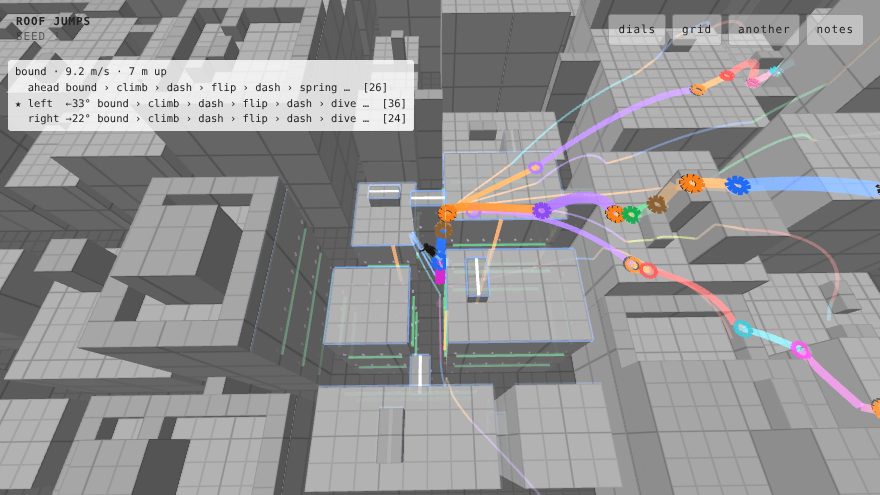 ROOF JUMPS
SEED
dials grid another notes
bound · 9.2 m/s · 7 m up
ahead bound › climb › dash › flip › dash › spring … [26]
★ left ←33° bound › climb › dash › flip › dash › dive … [36]
right →22° bound › climb › dash › flip › dash › dive … [24]